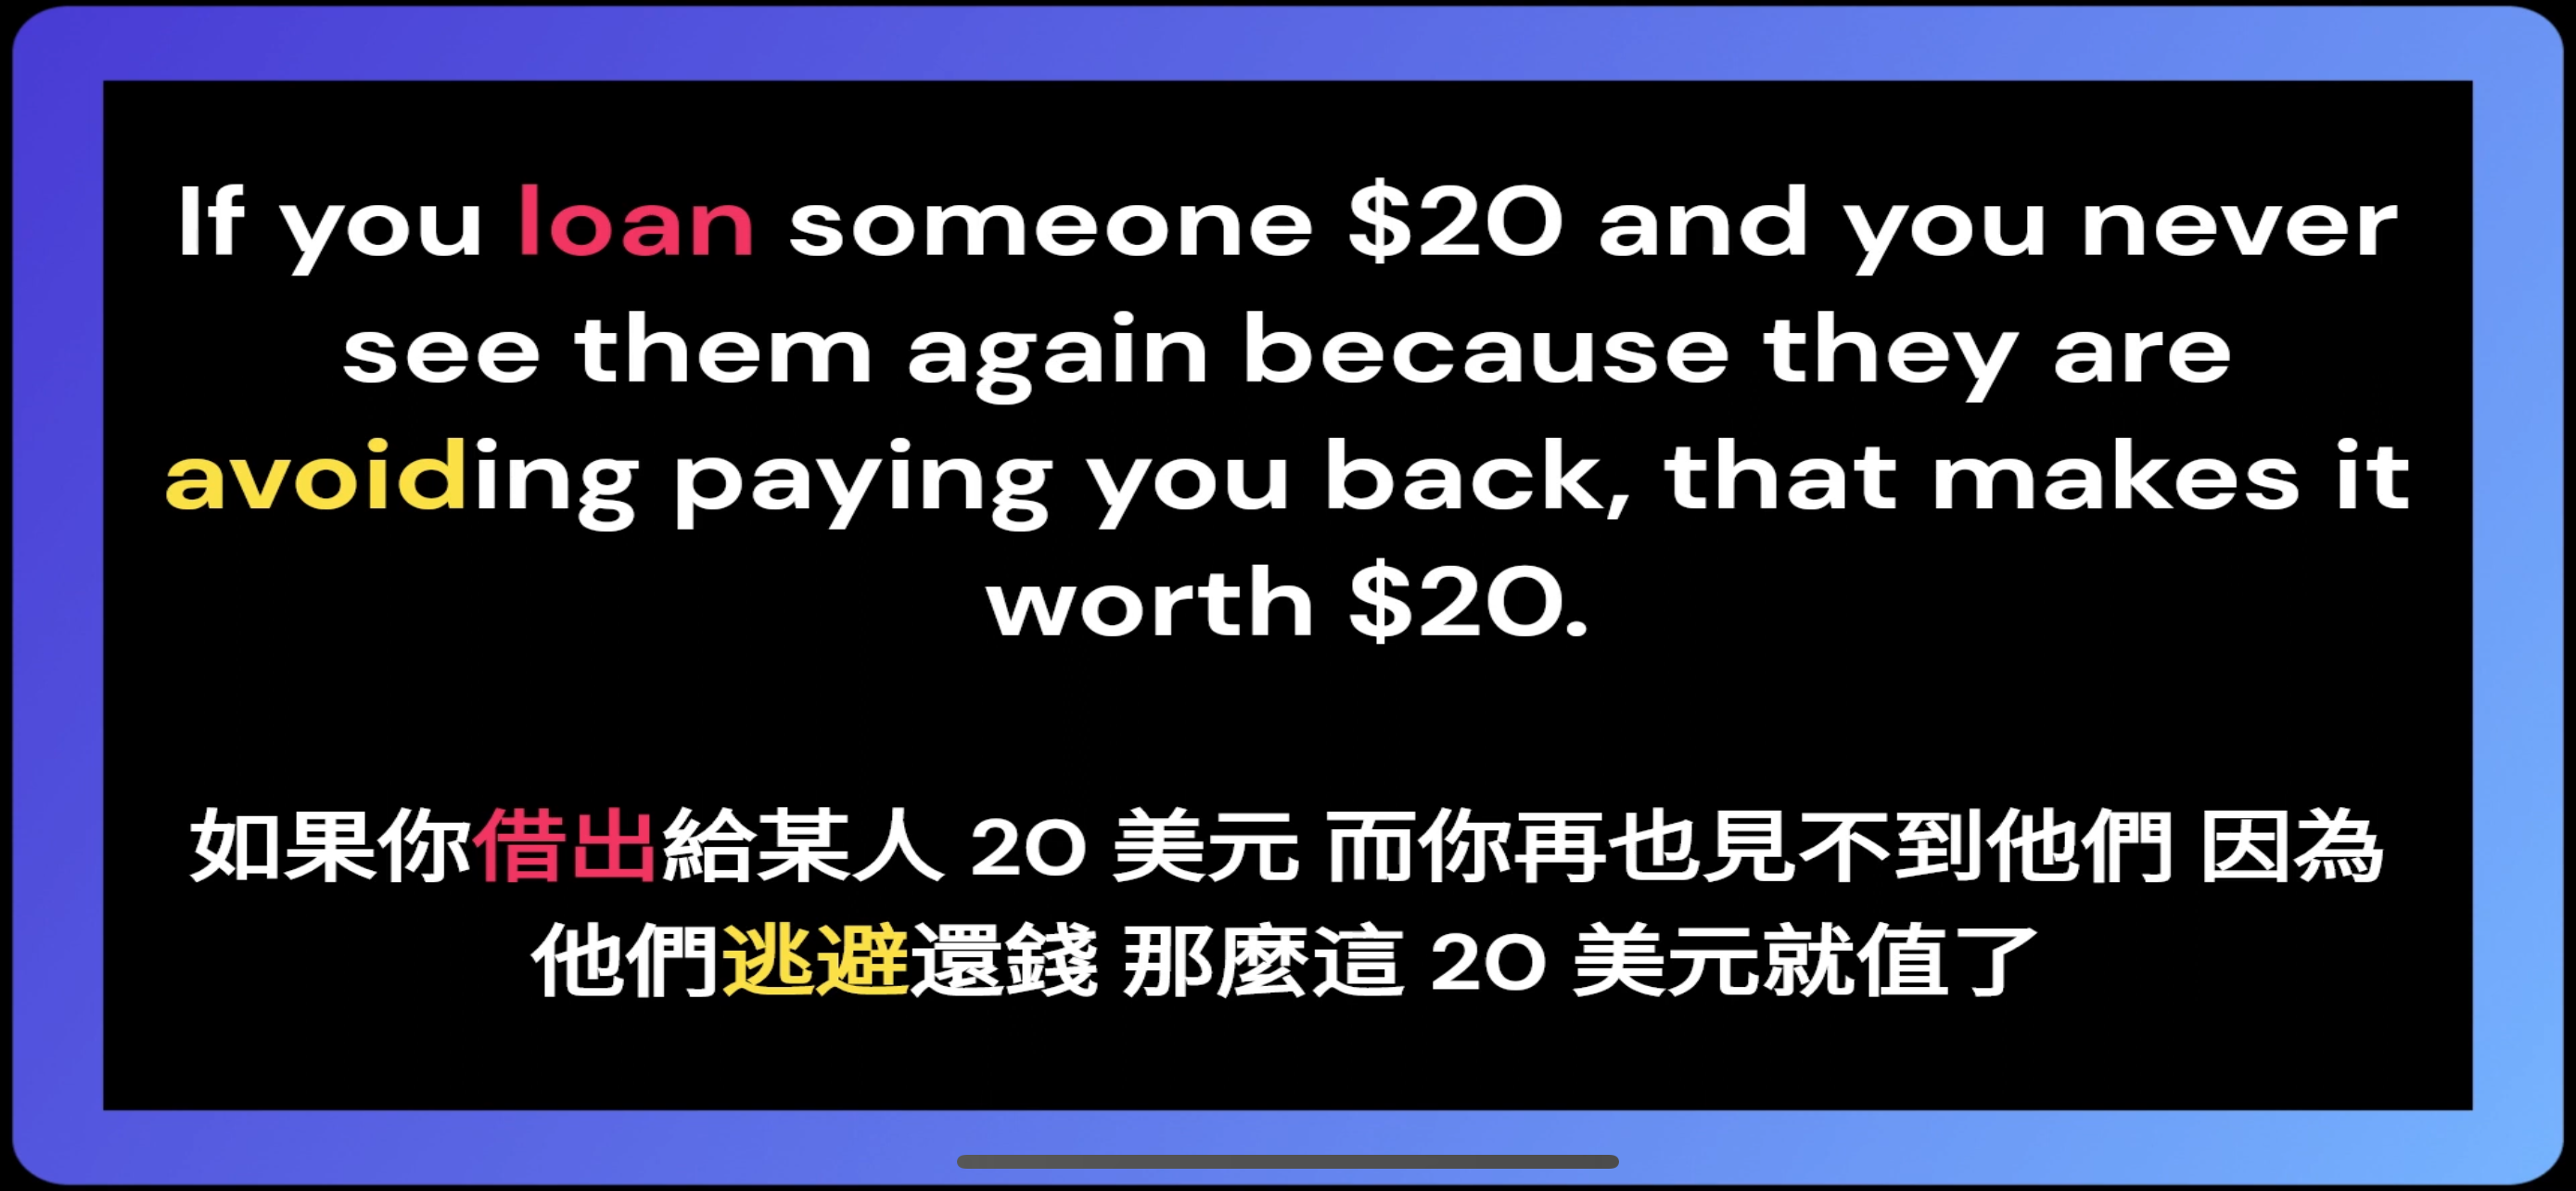 If you loan someone $20 and you never
see them again because they are
avoiding paying you back, that makes it
worth $20.
如果你借出給某人 20 美元 而你再也見不到他們 因為
他們逃避還錢 那麼這 20 美元就值了